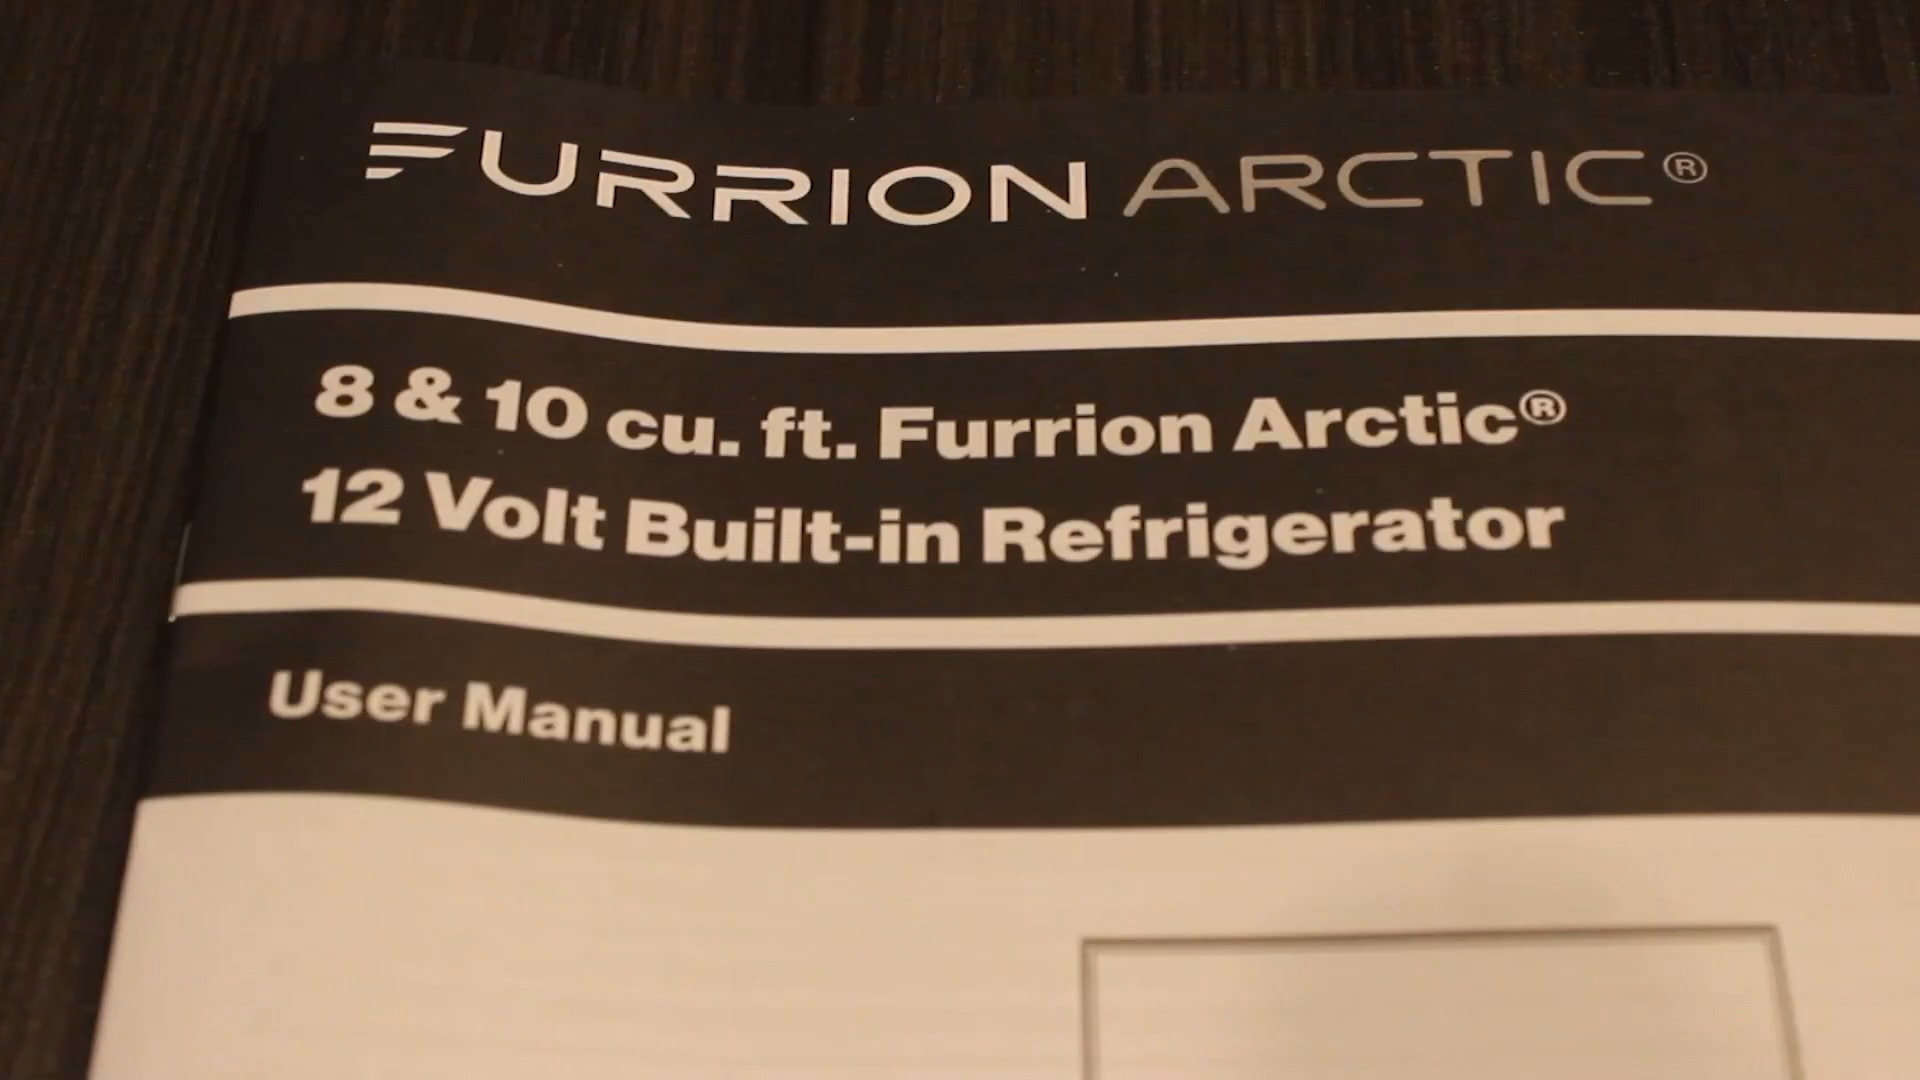 FURRION ARCTIC®
8 & 10 cu. ft. Furrion Arctic®
12 Volt Built-in Refrigerator
User Manual